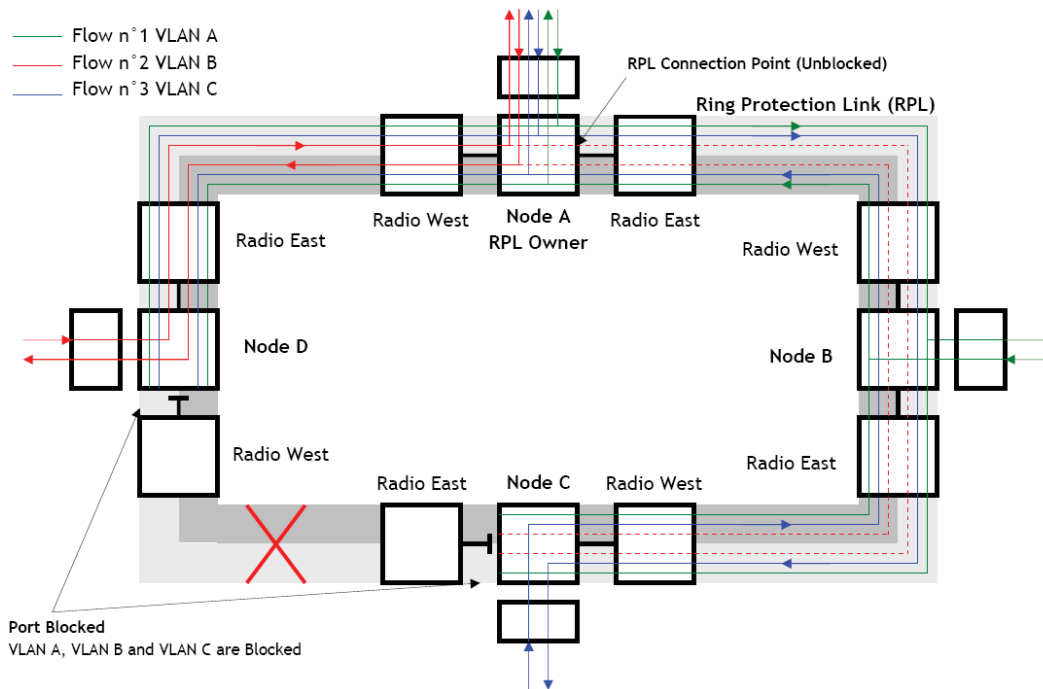 Flow n°1 VLAN A
Flow n°2 VLAN B
Flow n°3 VLAN C
RPL Connection Point (Unblocked)
Ring Protection Link (RPL)
Radio West
Node A
RPL Owner
Radio East
Radio East
Radio West
Node D
Node B
Radio West
Radio East
Radio East
Node C
Radio West
Port Blocked
VLAN A, VLAN B and VLAN C are Blocked